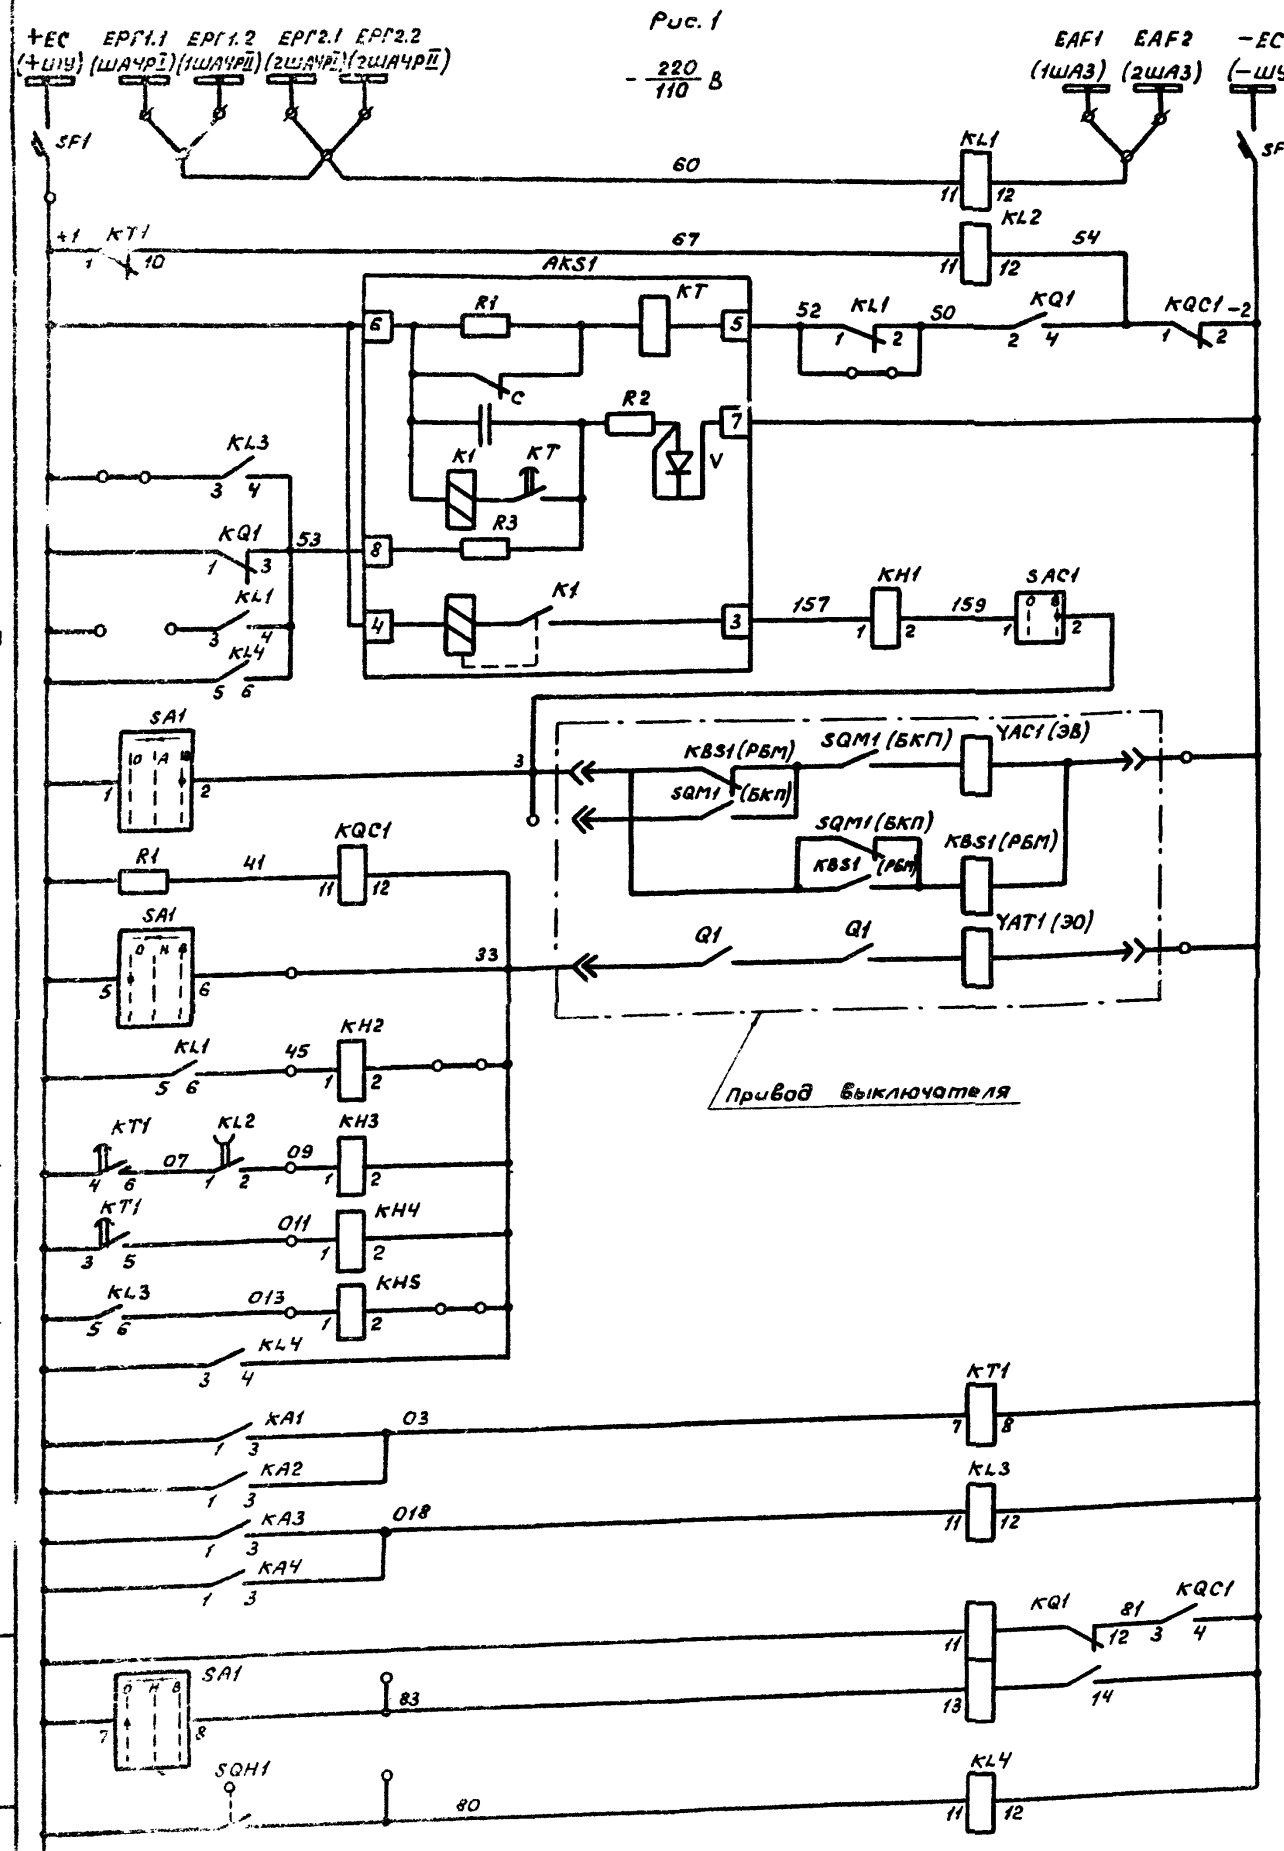 Рис. 1
+EC ЕРГ1.1 ЕРГ1.2 ЕРГ2.1 ЕРГ2.2 EAF1 EAF2 -EC
(+ШУ) (ШАЧРI) (1ШАЧРII) (2ШАЧРI) (2ШАЧРII) (1ШАЗ) (2ШАЗ) (-ШУ
- 220/110 В
SF1 SF
60 KL1
11 12
KL2
+1 KT1 67 54
1 10 11 12
AKS1
6 R1 KT 5 52 KL1 50 KQ1 KQC1 -2
1 2 2 4 1 2
C
R2 7
KL3 K1 KT V
3 4
R3
KQ1 53 8
1 3
KL1 K1 KH1 SAC1
3 4 4 3 157 159 О В
1 2 1 2
KL4
5 6
SA1 3 KBS1 (РБМ) SQM1 (БКП) YAC1 (ЭВ)
О А В
1 2 SQM1 (БКП)
KQC1 SQM1 (БКП) KBS1 (РБМ)
R1 41 11 12 KBS1 (РБМ)
SA1 YAT1 (ЭО)
О Н В
5 6 33 Q1 Q1
KL1 45 KH2
5 6 1 2
Привод выключателя
KT1 07 KL2 09 KH3
4 6 1 2 1 2
KT1 011 KH4
3 5 1 2
KL3 013 KH5
5 6 1 2
KL4
3 4
KT1
KA1 03 7 8
1 3
KA2 KL3
1 3
KA3 018 11 12
1 3
KA4
1 3
KQ1 81 KQC1
11 12 3 4
SA1
О Н В
7 8 83 13 14
SQH1 KL4
80 11 12